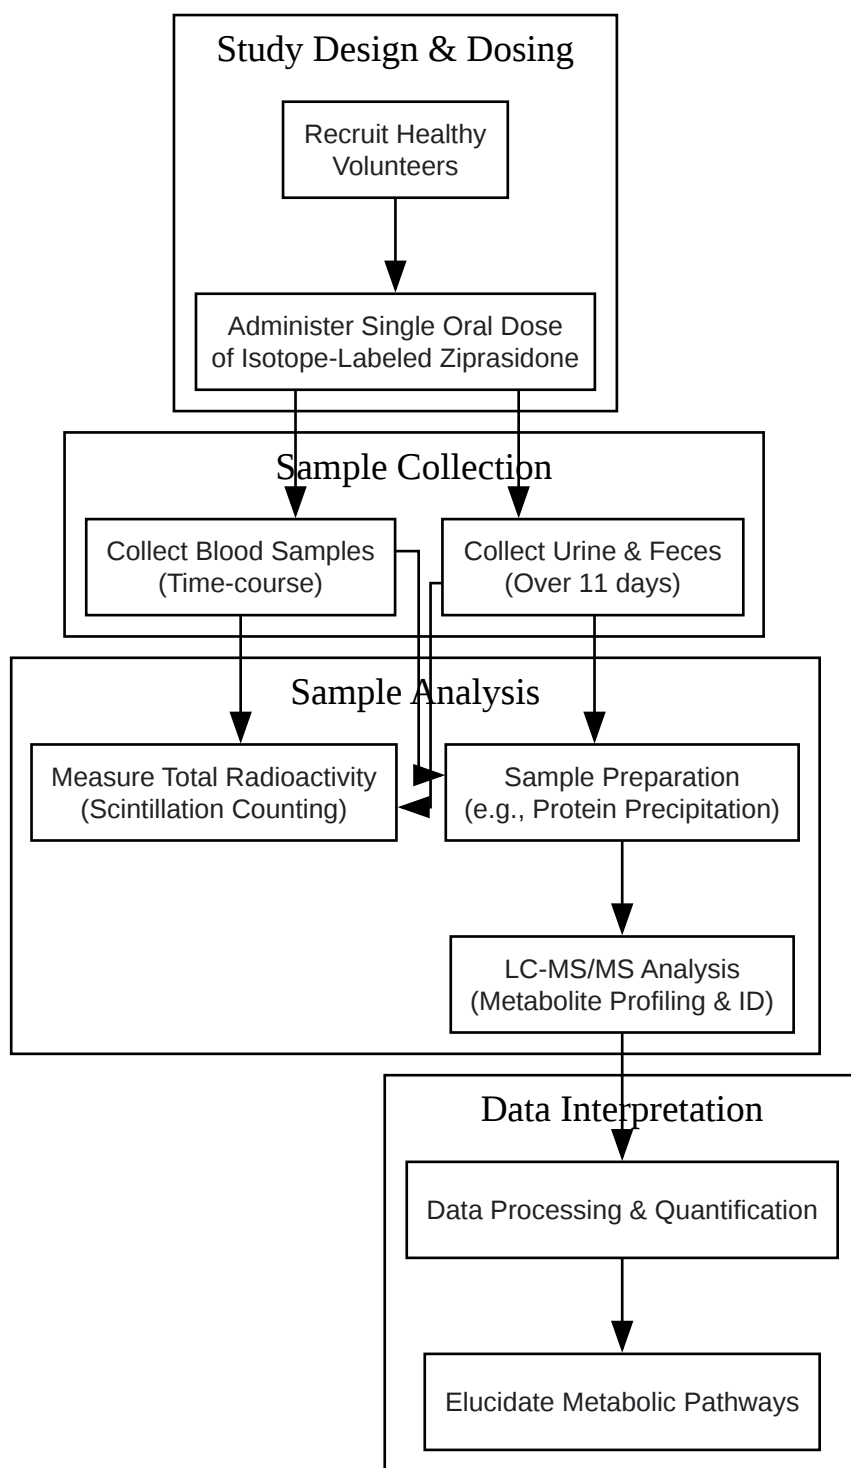 Study Design & Dosing
Recruit Healthy
Volunteers
Administer Single Oral Dose
of Isotope-Labeled Ziprasidone
Sample Collection
Collect Blood Samples
(Time-course)
Collect Urine & Feces
(Over 11 days)
Sample Analysis
Measure Total Radioactivity
(Scintillation Counting)
Sample Preparation
(e.g., Protein Precipitation)
LC-MS/MS Analysis
(Metabolite Profiling & ID)
Data Interpretation
Data Processing & Quantification
Elucidate Metabolic Pathways